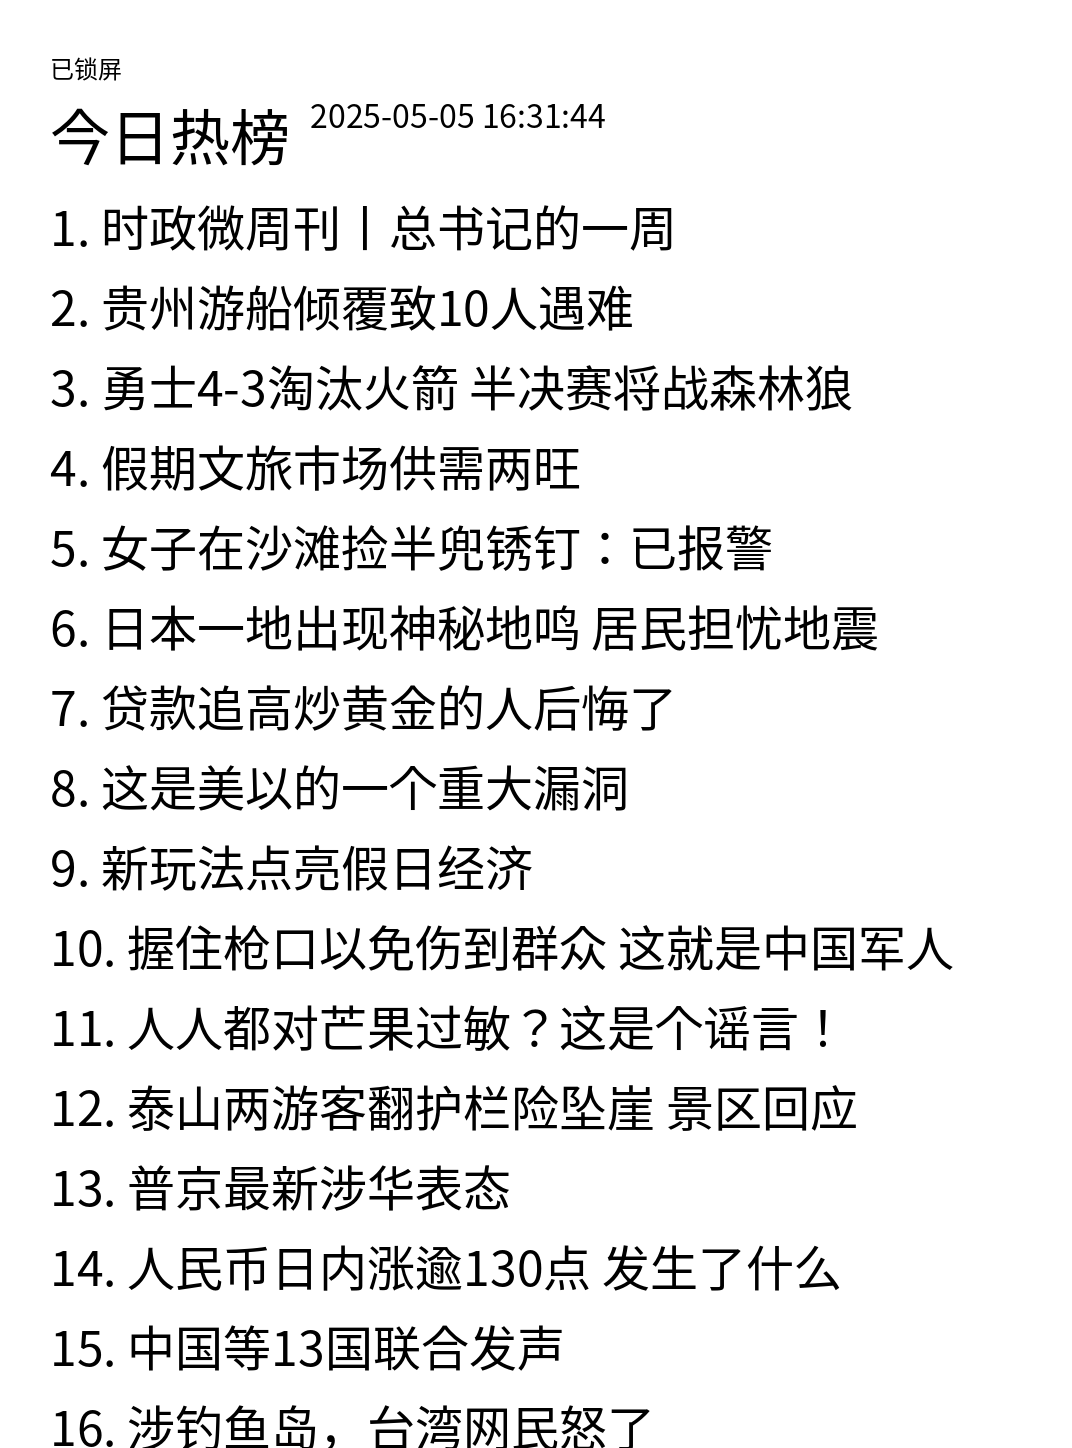 已锁屏
今日热榜 2025-05-05 16:31:44
1. 时政微周刊丨总书记的一周
2. 贵州游船倾覆致10人遇难
3. 勇士4-3淘汰火箭 半决赛将战森林狼
4. 假期文旅市场供需两旺
5. 女子在沙滩捡半兜锈钉：已报警
6. 日本一地出现神秘地鸣 居民担忧地震
7. 贷款追高炒黄金的人后悔了
8. 这是美以的一个重大漏洞
9. 新玩法点亮假日经济
10. 握住枪口以免伤到群众 这就是中国军人
11. 人人都对芒果过敏？这是个谣言！
12. 泰山两游客翻护栏险坠崖 景区回应
13. 普京最新涉华表态
14. 人民币日内涨逾130点 发生了什么
15. 中国等13国联合发声
16. 涉钓鱼岛，台湾网民怒了